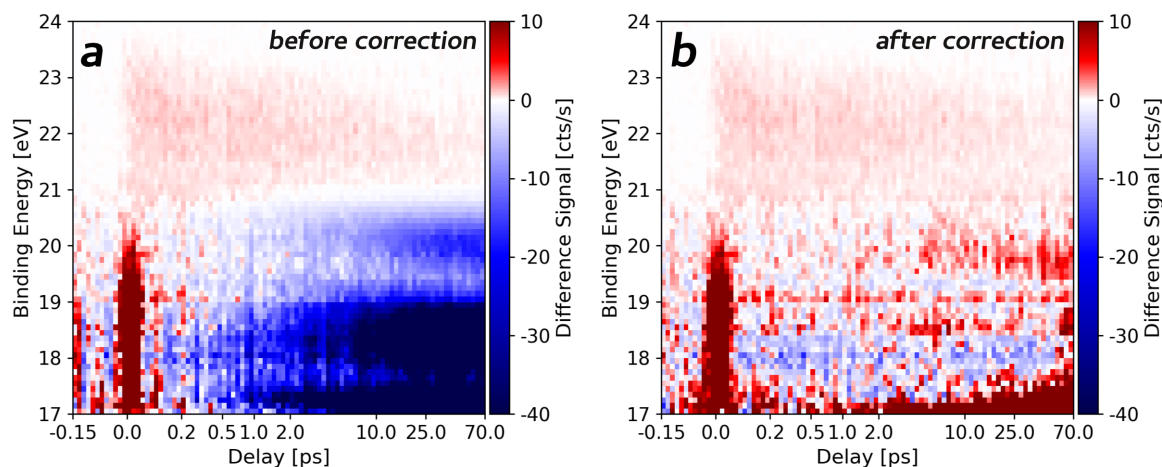 a
before correction
24
23
22
21
20
19
18
17
Binding Energy [eV]
-0.15 0.0 0.2 0.5 1.0 2.0 10.0 25.0 70.0
Delay [ps]
10
0
-10
-20
-30
-40
Difference Signal [cts/s]
b
after correction
24
23
22
21
20
19
18
17
Binding Energy [eV]
-0.15 0.0 0.2 0.5 1.0 2.0 10.0 25.0 70.0
Delay [ps]
10
0
-10
-20
-30
-40
Difference Signal [cts/s]